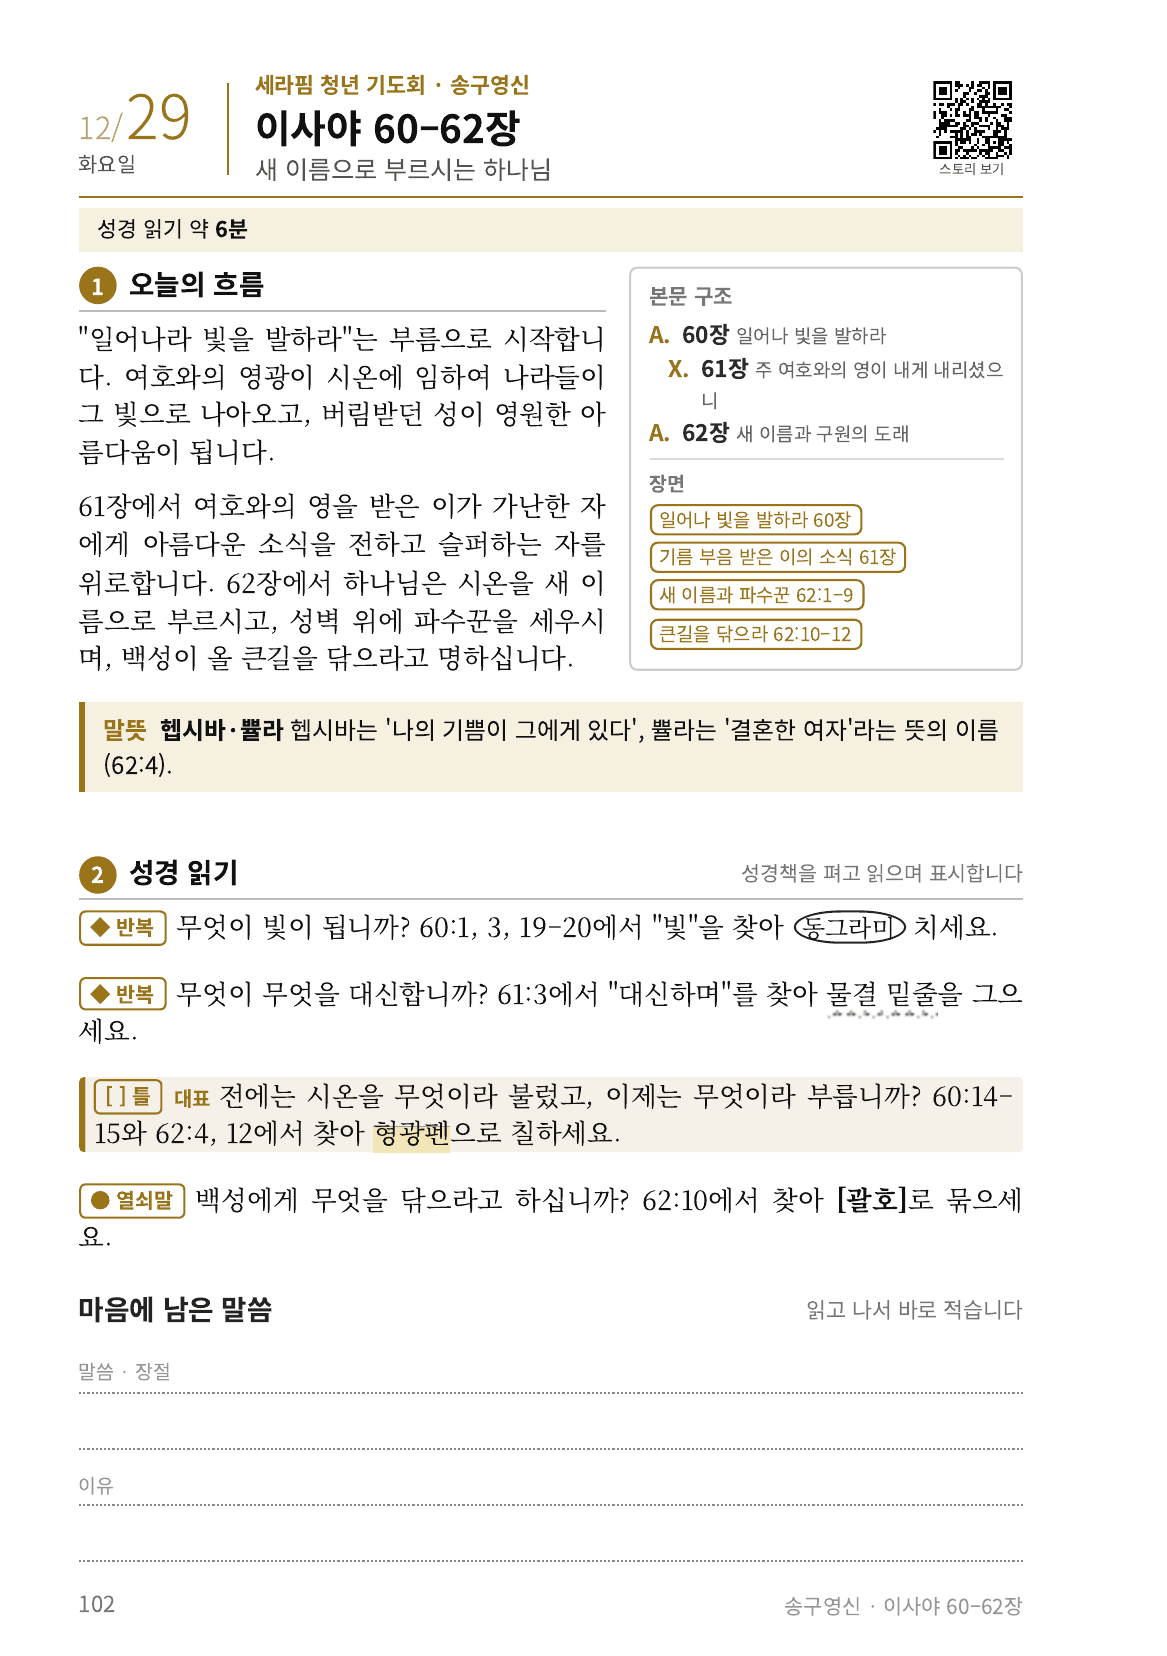 12/29
화요일
세라핌 청년 기도회 · 송구영신
이사야 60–62장
새 이름으로 부르시는 하나님
스토리 보기
성경 읽기 약 6분
1 오늘의 흐름
"일어나라 빛을 발하라"는 부름으로 시작합니
다. 여호와의 영광이 시온에 임하여 나라들이
그 빛으로 나아오고, 버림받던 성이 영원한 아
름다움이 됩니다.
61장에서 여호와의 영을 받은 이가 가난한 자
에게 아름다운 소식을 전하고 슬퍼하는 자를
위로합니다. 62장에서 하나님은 시온을 새 이
름으로 부르시고, 성벽 위에 파수꾼을 세우시
며, 백성이 올 큰길을 닦으라고 명하십니다.
본문 구조
A. 60장 일어나 빛을 발하라
X. 61장 주 여호와의 영이 내게 내리셨으
니
A. 62장 새 이름과 구원의 도래
장면
일어나 빛을 발하라 60장
기름 부음 받은 이의 소식 61장
새 이름과 파수꾼 62:1–9
큰길을 닦으라 62:10–12
말뜻 헵시바·쁄라 헵시바는 '나의 기쁨이 그에게 있다', 쁄라는 '결혼한 여자'라는 뜻의 이름
(62:4).
2 성경 읽기
성경책을 펴고 읽으며 표시합니다
◆ 반복 무엇이 빛이 됩니까? 60:1, 3, 19–20에서 "빛"을 찾아 동그라미 치세요.
◆ 반복 무엇이 무엇을 대신합니까? 61:3에서 "대신하며"를 찾아 물결 밑줄을 그으
세요.
[ ] 틀 대표 전에는 시온을 무엇이라 불렀고, 이제는 무엇이라 부릅니까? 60:14–
15와 62:4, 12에서 찾아 형광펜으로 칠하세요.
● 열쇠말 백성에게 무엇을 닦으라고 하십니까? 62:10에서 찾아 [괄호]로 묶으세
요.
마음에 남은 말씀
읽고 나서 바로 적습니다
말씀 · 장절
이유
102
송구영신 · 이사야 60–62장